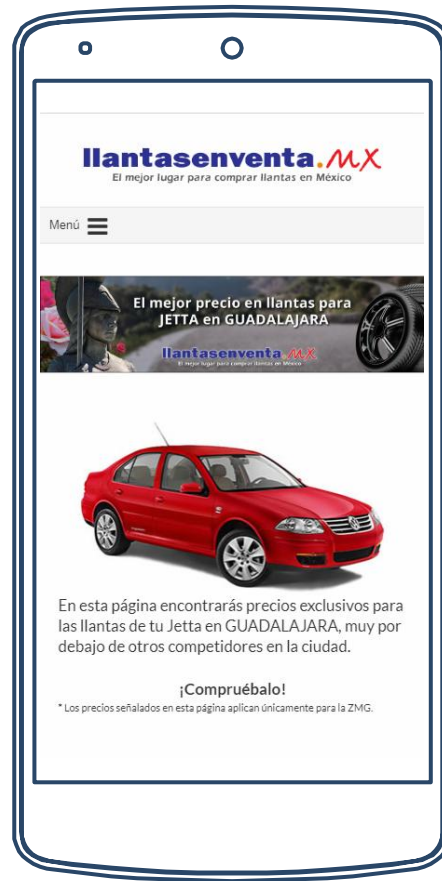 llantasenventa.MX
El mejor lugar para comprar llantas en México
Menú
El mejor precio en llantas para
JETTA en GUADALAJARA
llantasenventa.MX
El mejor lugar para comprar llantas en México
En esta página encontrarás precios exclusivos para
las llantas de tu Jetta en GUADALAJARA, muy por
debajo de otros competidores en la ciudad.
¡Compruébalo!
* Los precios señalados en esta página aplican únicamente para la ZMG.